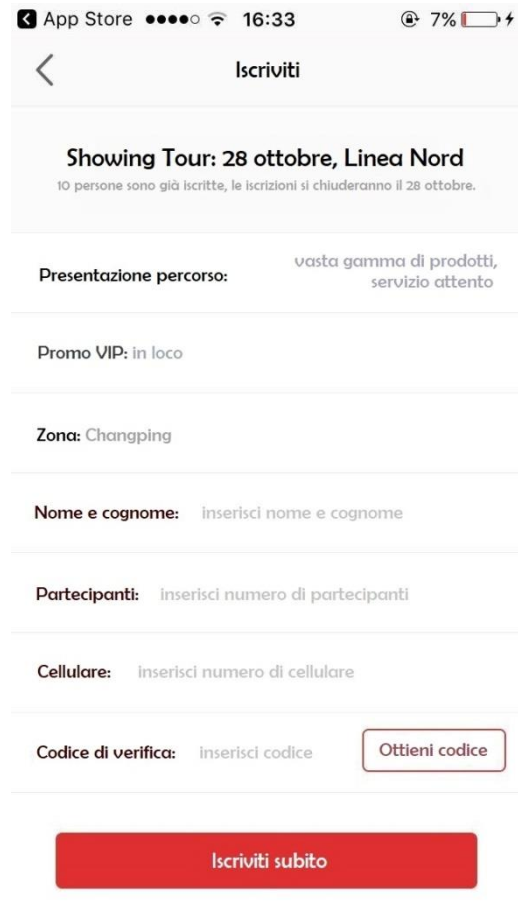 App Store 16:33 7%
Iscriviti
Showing Tour: 28 ottobre, Linea Nord
10 persone sono già iscritte, le iscrizioni si chiuderanno il 28 ottobre.
Presentazione percorso: vasta gamma di prodotti,
servizio attento
Promo VIP: in loco
Zona: Changping
Nome e cognome: inserisci nome e cognome
Partecipanti: inserisci numero di partecipanti
Cellulare: inserisci numero di cellulare
Codice di verifica: inserisci codice Ottieni codice
Iscriviti subito